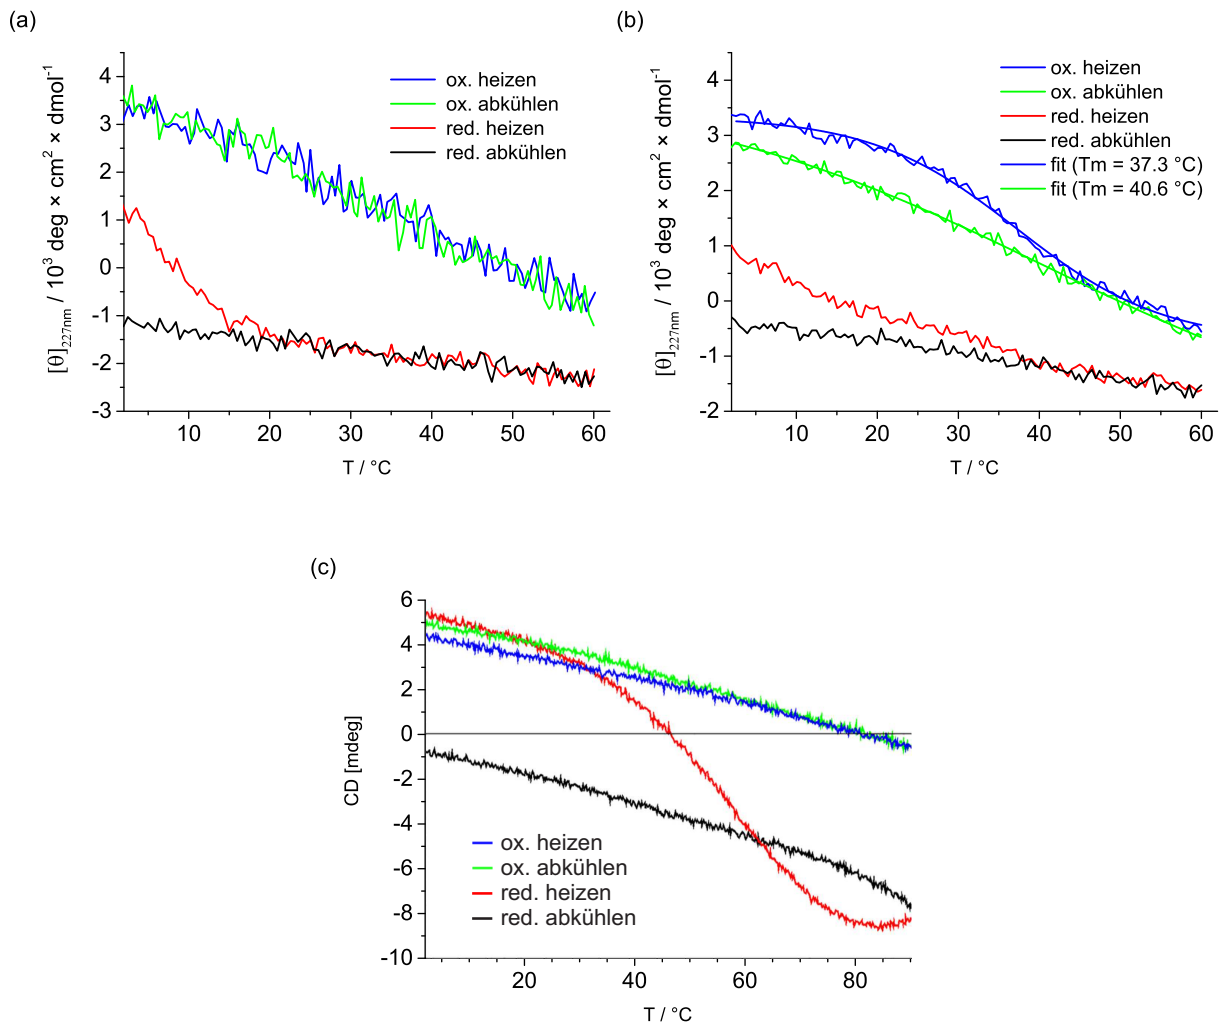 (a)
[θ]227nm / 10³ deg × cm² × dmol⁻¹
4
3
2
1
0
-1
-2
-3
10 20 30 40 50 60
T / °C
ox. heizen
ox. abkühlen
red. heizen
red. abkühlen
(b)
[θ]227nm / 10³ deg × cm² × dmol⁻¹
4
3
2
1
0
-1
-2
10 20 30 40 50 60
T / °C
ox. heizen
ox. abkühlen
red. heizen
red. abkühlen
fit (Tm = 37.3 °C)
fit (Tm = 40.6 °C)
(c)
CD [mdeg]
6
4
2
0
-2
-4
-6
-8
-10
ox. heizen
ox. abkühlen
red. heizen
red. abkühlen
20 40 60 80
T / °C